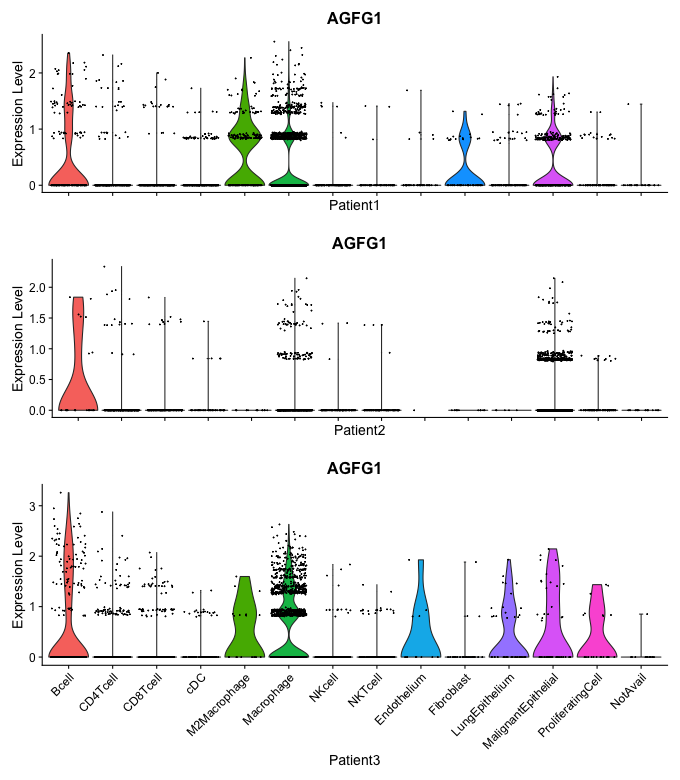 AGFG1
Expression Level
2
1
0
Patient1
AGFG1
Expression Level
2.0
1.5
1.0
0.5
0.0
Patient2
AGFG1
Expression Level
3
2
1
0
Bcell
CD4Tcell
CD8Tcell
cDC
M2Macrophage
Macrophage
NKcell
NKTcell
Endothelium
Fibroblast
LungEpithelium
MalignantEpithelial
ProliferatingCell
NotAvail
Patient3